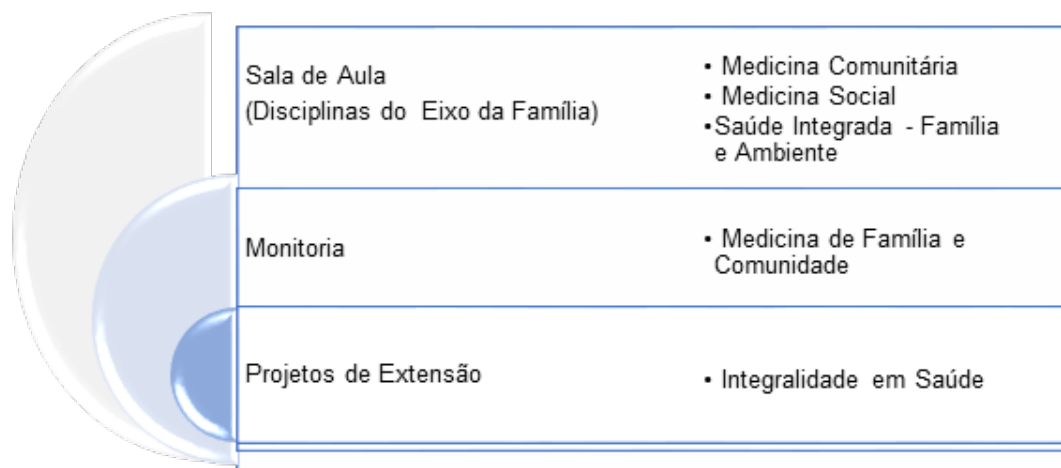 Sala de Aula
(Disciplinas do Eixo da Família)
• Medicina Comunitária
• Medicina Social
•Saúde Integrada - Família
e Ambiente
Monitoria
• Medicina de Família e
Comunidade
Projetos de Extensão
• Integralidade em Saúde